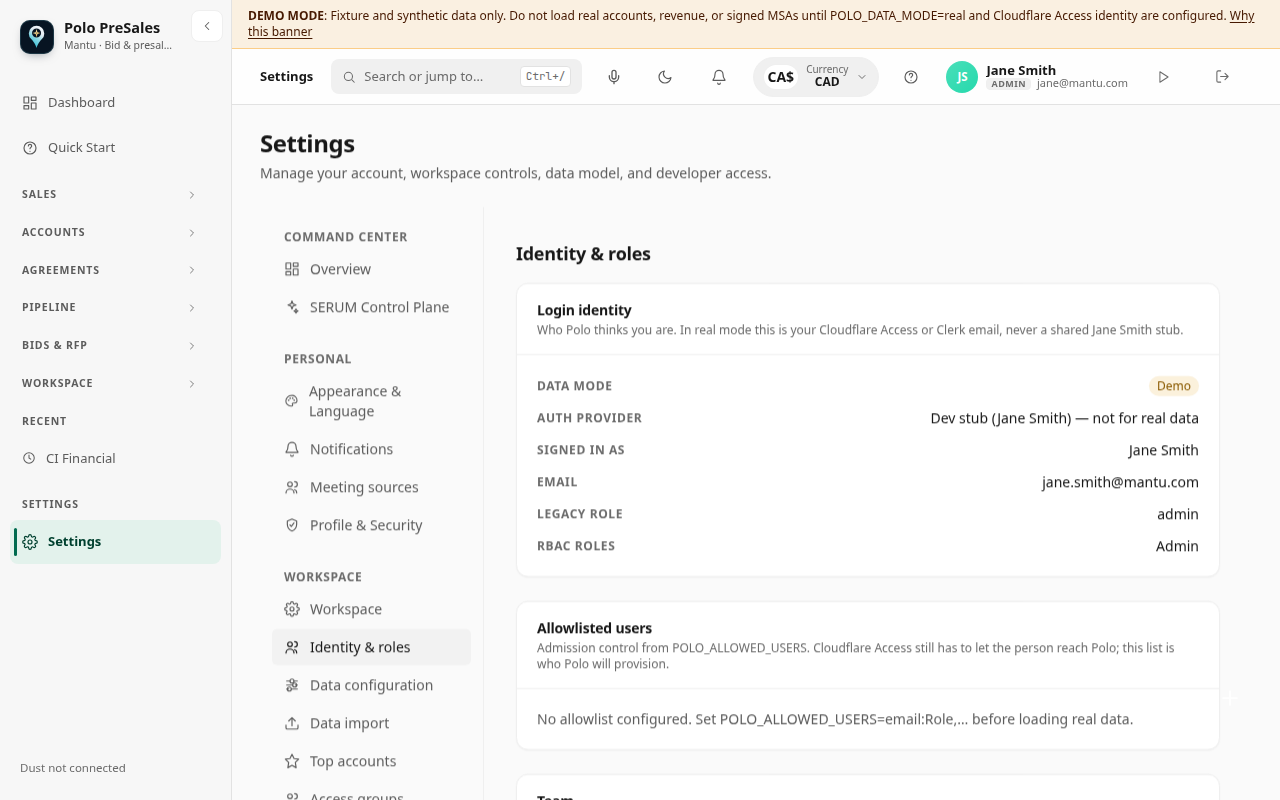 Polo PreSales
Mantu · Bid & presal…
Dashboard
Quick Start
SALES
ACCOUNTS
AGREEMENTS
PIPELINE
BIDS & RFP
WORKSPACE
RECENT
CI Financial
SETTINGS
Settings
Dust not connected
DEMO MODE: Fixture and synthetic data only. Do not load real accounts, revenue, or signed MSAs until POLO_DATA_MODE=real and Cloudflare Access identity are configured. Why
this banner
Settings
Search or jump to…
Ctrl+/
CA$
Currency
CAD
JS
Jane Smith
ADMIN jane@mantu.com
Settings
Manage your account, workspace controls, data model, and developer access.
COMMAND CENTER
Overview
SERUM Control Plane
PERSONAL
Appearance &
Language
Notifications
Meeting sources
Profile & Security
WORKSPACE
Workspace
Identity & roles
Data configuration
Data import
Top accounts
Access groups
Identity & roles
Login identity
Who Polo thinks you are. In real mode this is your Cloudflare Access or Clerk email, never a shared Jane Smith stub.
DATA MODE Demo
AUTH PROVIDER Dev stub (Jane Smith) — not for real data
SIGNED IN AS Jane Smith
EMAIL jane.smith@mantu.com
LEGACY ROLE admin
RBAC ROLES Admin
Allowlisted users
Admission control from POLO_ALLOWED_USERS. Cloudflare Access still has to let the person reach Polo; this list is
who Polo will provision.
No allowlist configured. Set POLO_ALLOWED_USERS=email:Role,… before loading real data.
Team